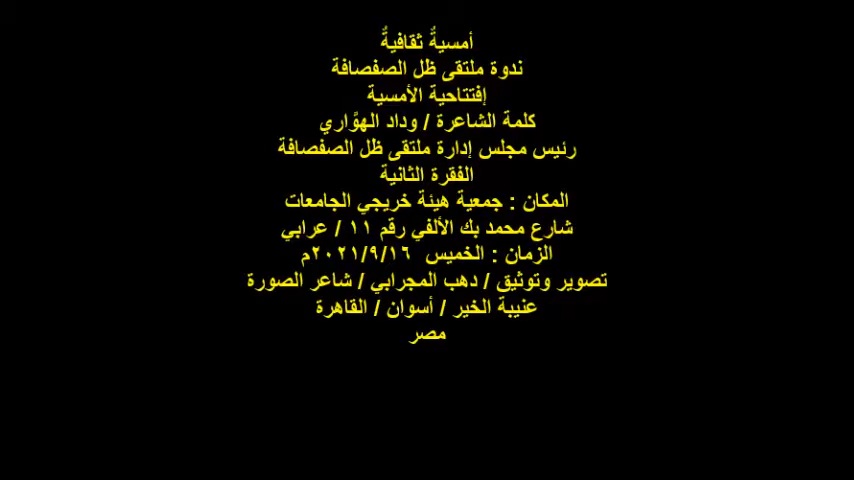 أمسيةٌ ثقافيةٌ
ندوة ملتقى ظل الصفصافة
إفتتاحية الأمسية
كلمة الشاعرة / وداد الهوَّاري
رئيس مجلس إدارة ملتقى ظل الصفصافة
الفقرة الثانية
المكان : جمعية هيئة خريجي الجامعات
شارع محمد بك الألفي رقم ١١ / عرابي
الزمان : الخميس ٢٠٢١/٩/١٦م
تصوير وتوثيق / دهب المجرابي / شاعر الصورة
عنيبة الخير / أسوان / القاهرة
مصر